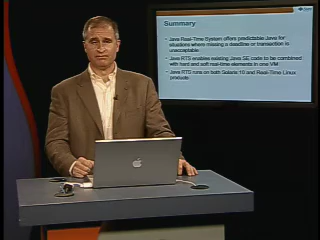 Summary
Java Real-Time System offers predictable Java for
situations where missing a deadline or transaction is
unacceptable
Java RTS enables existing Java SE code to be combined
with hard and soft real-time elements in one VM
Java RTS runs on both Solaris 10 and Real-Time Linux
products